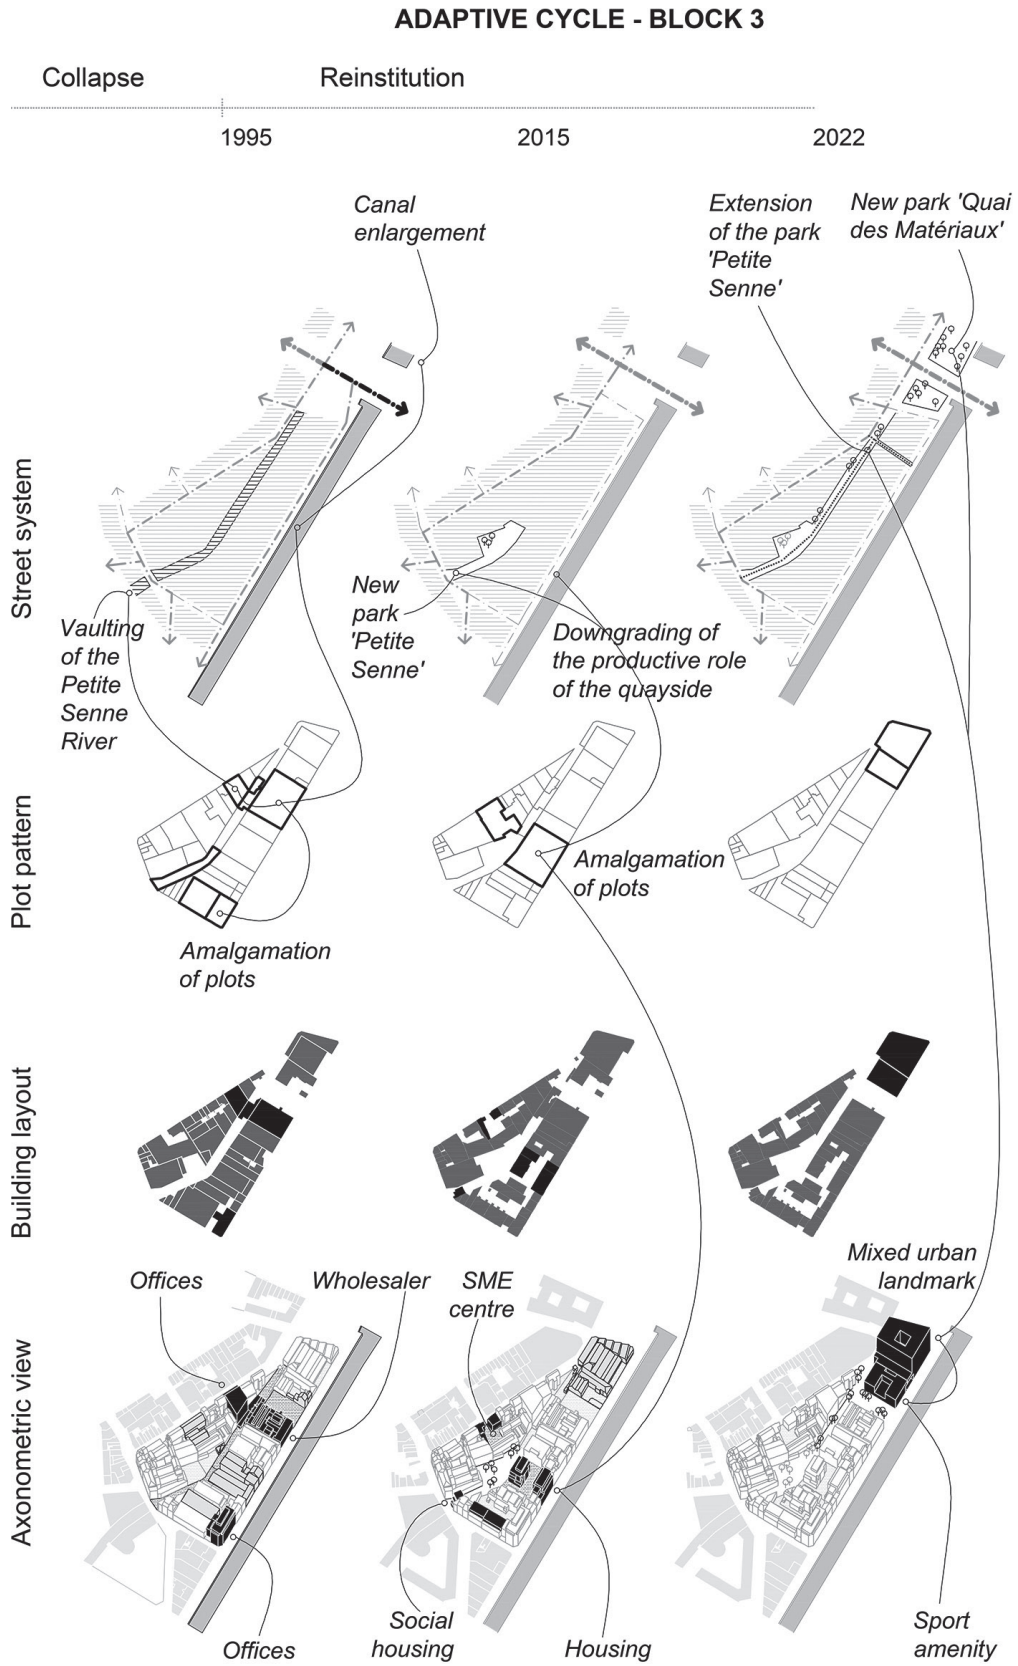 ADAPTIVE CYCLE - BLOCK 3
Collapse
Reinstitution
1995
2015
2022
Canal
enlargement
Extension
of the park
'Petite
Senne'
New park 'Quai
des Matériaux'
Street system
Vaulting
of the
Petite
Senne
River
New
park
'Petite
Senne'
Downgrading of
the productive role
of the quayside
Plot pattern
Amalgamation
of plots
Amalgamation
of plots
Building layout
Axonometric view
Offices
Wholesaler
SME
centre
Mixed urban
landmark
Offices
Social
housing
Housing
Sport
amenity